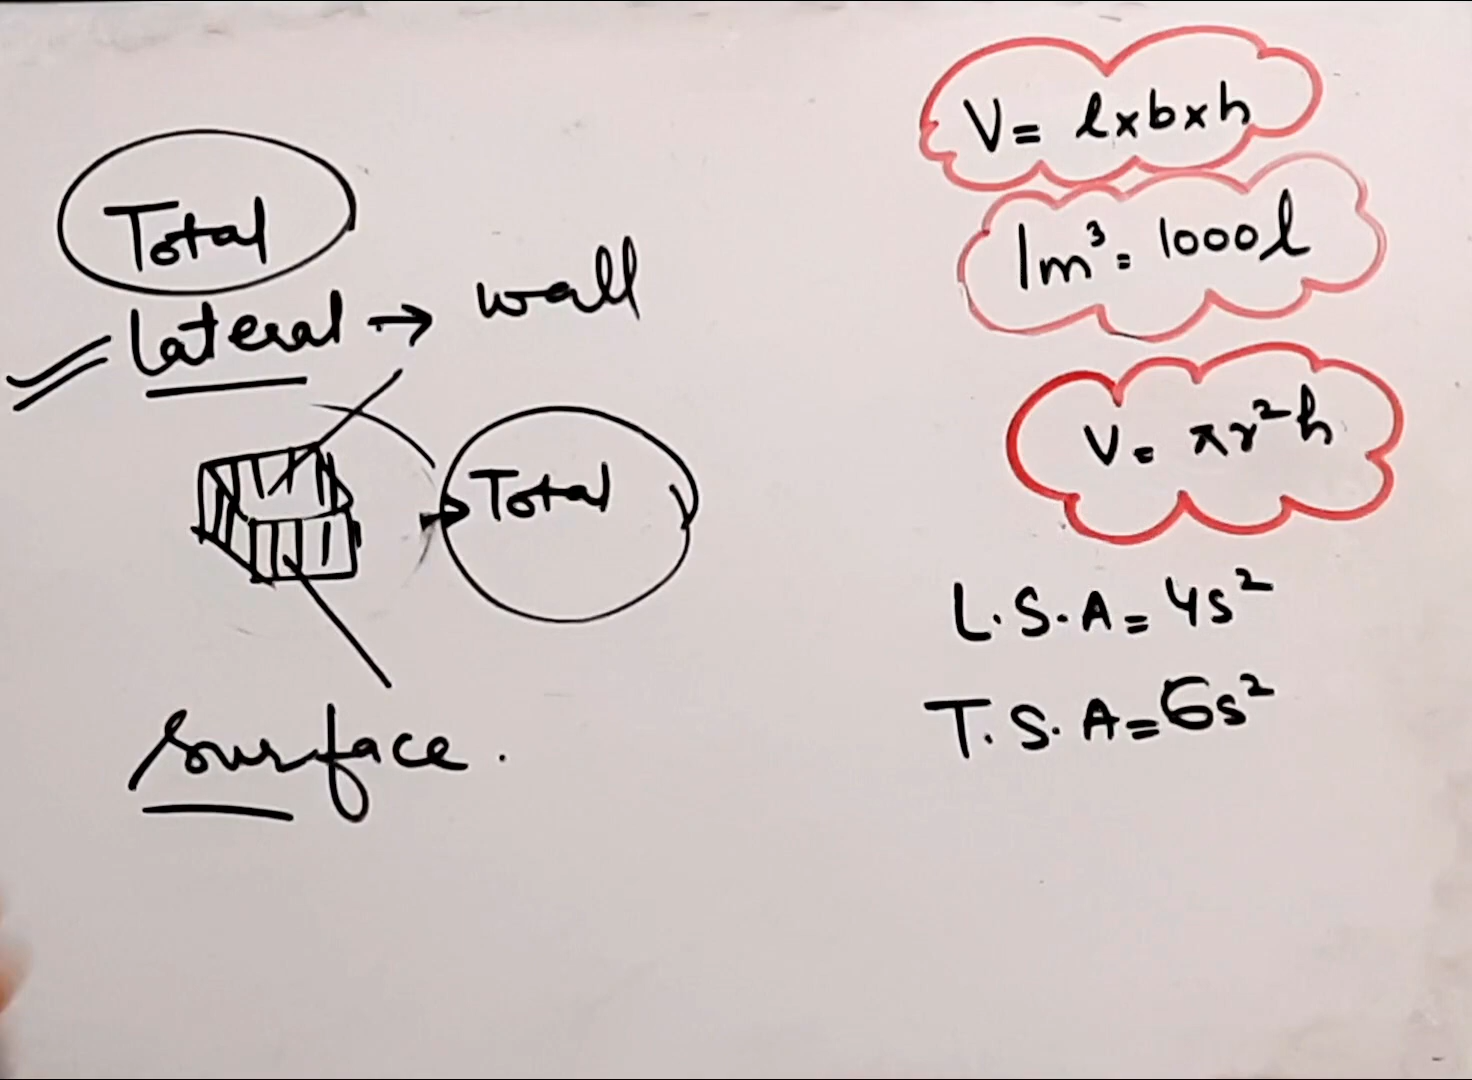 Total
Lateral → wall
Total
surface.
V= l×b×h
1m³= 1000l
V= πr²h
L.S.A=4s²
T.S.A=6s²